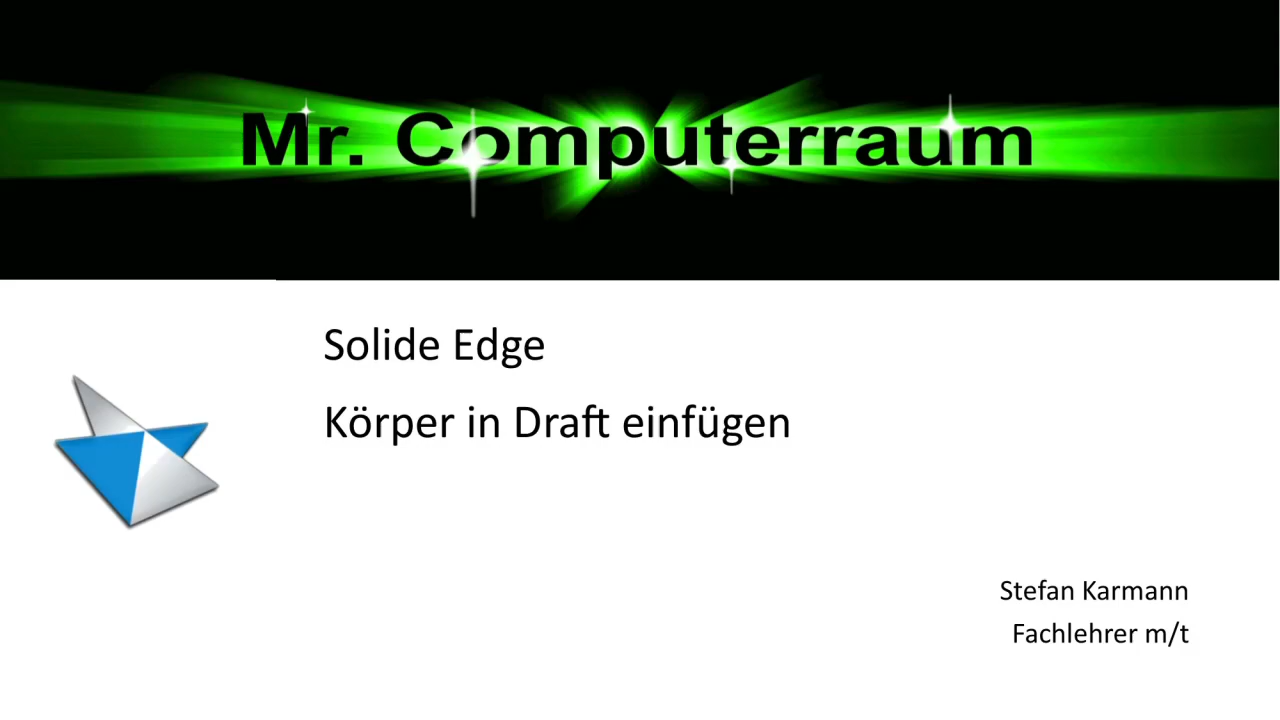 Mr. Computerraum
Solide Edge
Körper in Draft einfügen
Stefan Karmann
Fachlehrer m/t